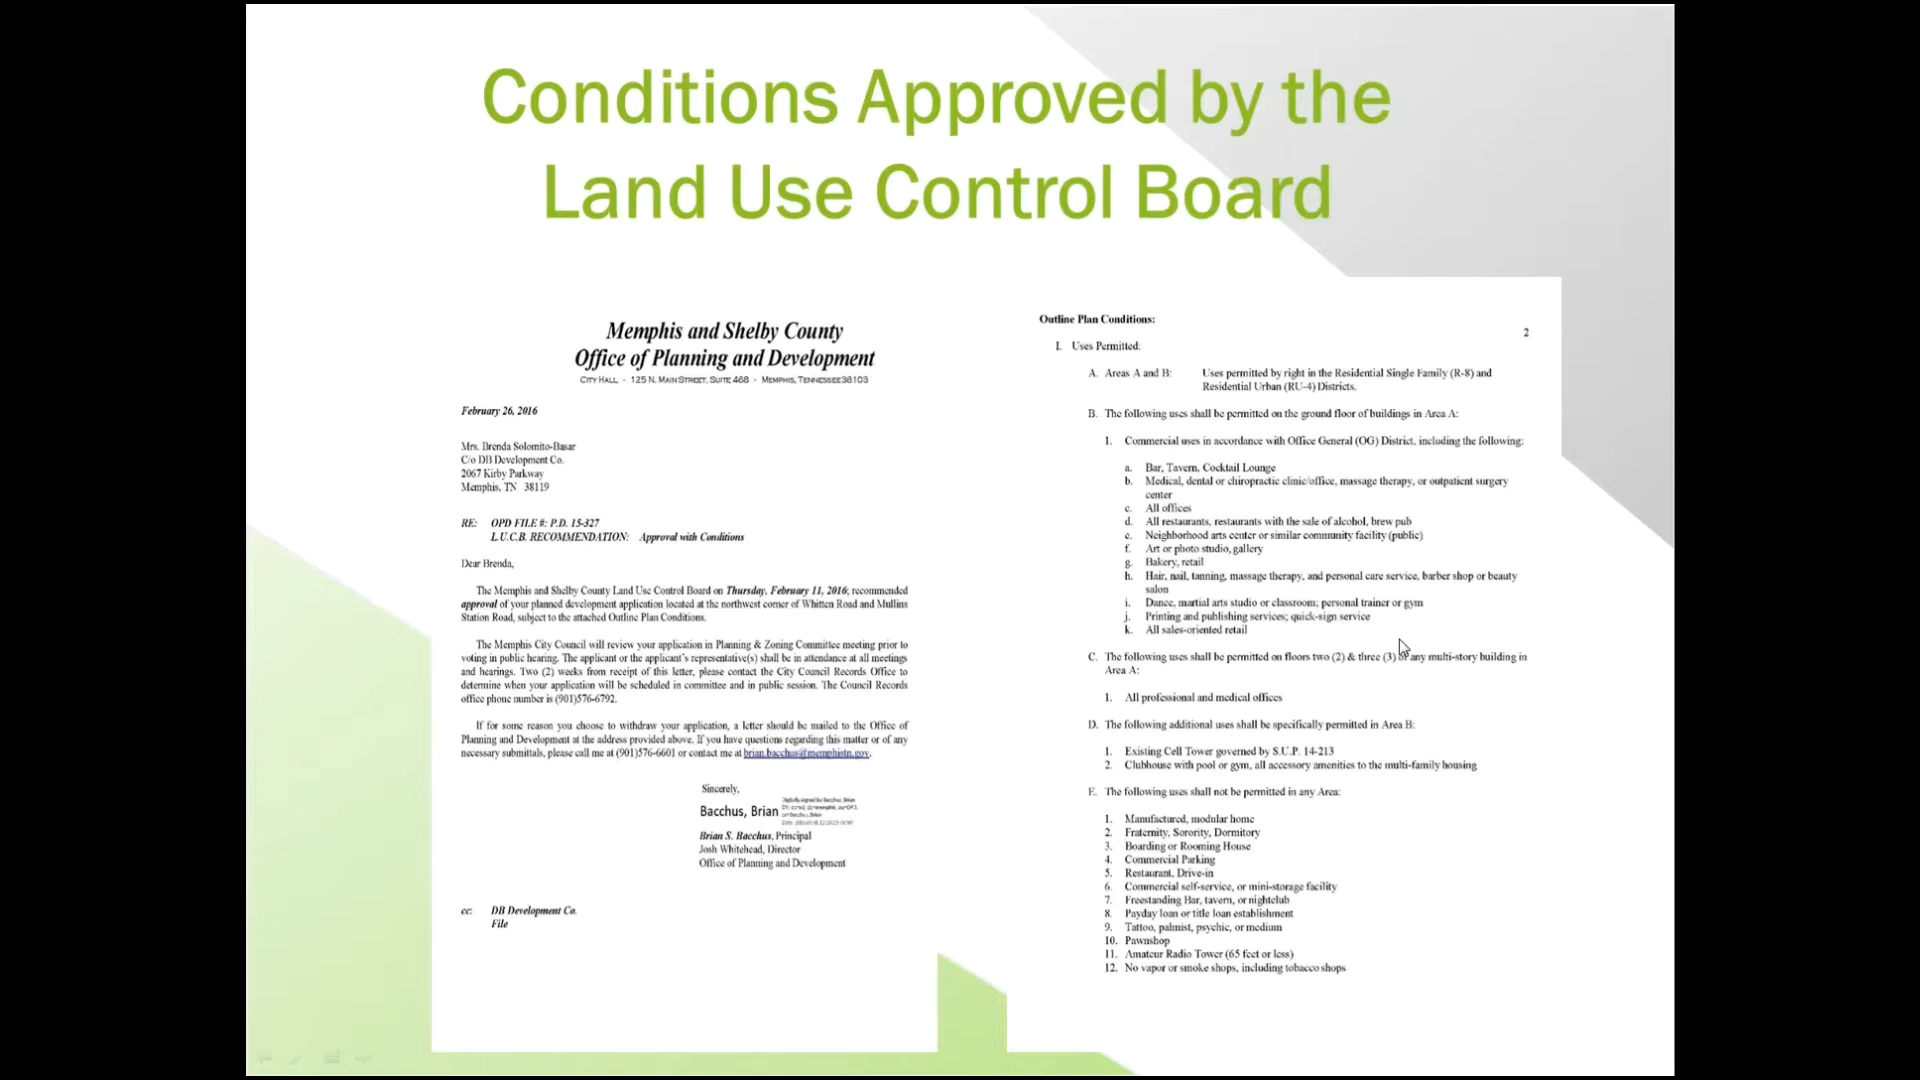 Conditions Approved by the
Land Use Control Board
Memphis and Shelby County
Office of Planning and Development
CITY HALL · 125 N. MAIN STREET, SUITE 468 · MEMPHIS, TENNESSEE 38103
February 26, 2016
Mrs. Brenda Solomito-Basar
C/o DB Development Co.
2067 Kirby Parkway
Memphis, TN 38119
RE: OPD FILE #: P.D. 15-327
L.U.C.B. RECOMMENDATION: Approval with Conditions
Dear Brenda,
The Memphis and Shelby County Land Use Control Board on Thursday, February 11, 2016; recommended
approval of your planned development application located at the northwest corner of Whitten Road and Mullins
Station Road, subject to the attached Outline Plan Conditions.
The Memphis City Council will review your application in Planning & Zoning Committee meeting prior to
voting in public hearing. The applicant or the applicant's representative(s) shall be in attendance at all meetings
and hearings. Two (2) weeks from receipt of this letter, please contact the City Council Records Office to
determine when your application will be scheduled in committee and in public session. The Council Records
office phone number is (901)576-6792.
If for some reason you choose to withdraw your application, a letter should be mailed to the Office of
Planning and Development at the address provided above. If you have questions regarding this matter or of any
necessary submittals, please call me at (901)576-6601 or contact me at brian.bacchus@memphistn.gov.
Sincerely,
Bacchus, Brian
Digitally signed by Bacchus, Brian
Brian S. Bacchus, Principal
Josh Whitehead, Director
Office of Planning and Development
cc: DB Development Co.
File
2
Outline Plan Conditions:
I. Uses Permitted:
A. Areas A and B: Uses permitted by right in the Residential Single Family (R-8) and
Residential Urban (RU-4) Districts.
B. The following uses shall be permitted on the ground floor of buildings in Area A:
1. Commercial uses in accordance with Office General (OG) District, including the following:
a. Bar, Tavern, Cocktail Lounge
b. Medical, dental or chiropractic clinic/office, massage therapy, or outpatient surgery
center
c. All offices
d. All restaurants, restaurants with the sale of alcohol, brew pub
e. Neighborhood arts center or similar community facility (public)
f. Art or photo studio, gallery
g. Bakery, retail
h. Hair, nail, tanning, massage therapy, and personal care service, barber shop or beauty
salon
i. Dance, martial arts studio or classroom; personal trainer or gym
j. Printing and publishing services; quick-sign service
k. All sales-oriented retail
C. The following uses shall be permitted on floors two (2) & three (3) of any multi-story building in
Area A:
1. All professional and medical offices
D. The following additional uses shall be specifically permitted in Area B:
1. Existing Cell Tower governed by S.U.P. 14-213
2. Clubhouse with pool or gym, all accessory amenities to the multi-family housing
E. The following uses shall not be permitted in any Area:
1. Manufactured, modular home
2. Fraternity, Sorority, Dormitory
3. Boarding or Rooming House
4. Commercial Parking
5. Restaurant, Drive-in
6. Commercial self-service, or mini-storage facility
7. Freestanding Bar, tavern, or nightclub
8. Payday loan or title loan establishment
9. Tattoo, palmist, psychic, or medium
10. Pawnshop
11. Amateur Radio Tower (65 feet or less)
12. No vapor or smoke shops, including tobacco shops